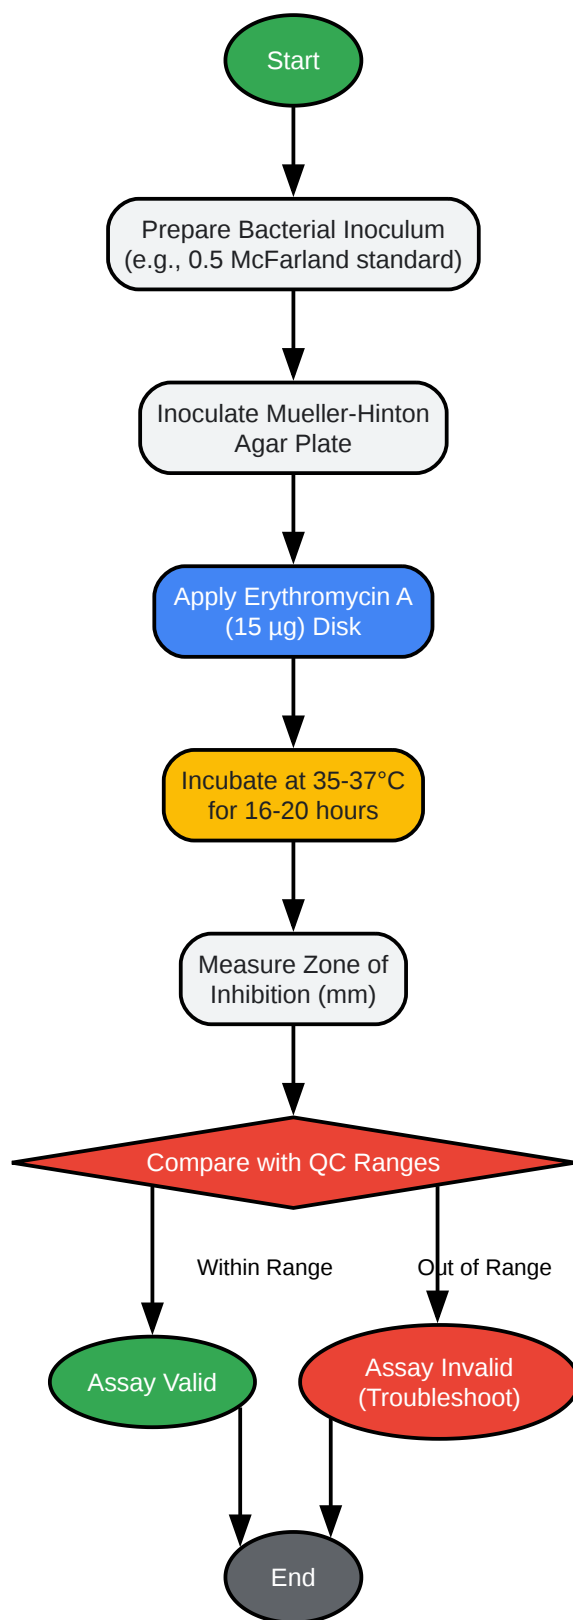 Start
Prepare Bacterial Inoculum
(e.g., 0.5 McFarland standard)
Inoculate Mueller-Hinton
Agar Plate
Apply Erythromycin A
(15 µg) Disk
Incubate at 35-37°C
for 16-20 hours
Measure Zone of
Inhibition (mm)
Compare with QC Ranges
Within Range
Out of Range
Assay Valid
Assay Invalid
(Troubleshoot)
End